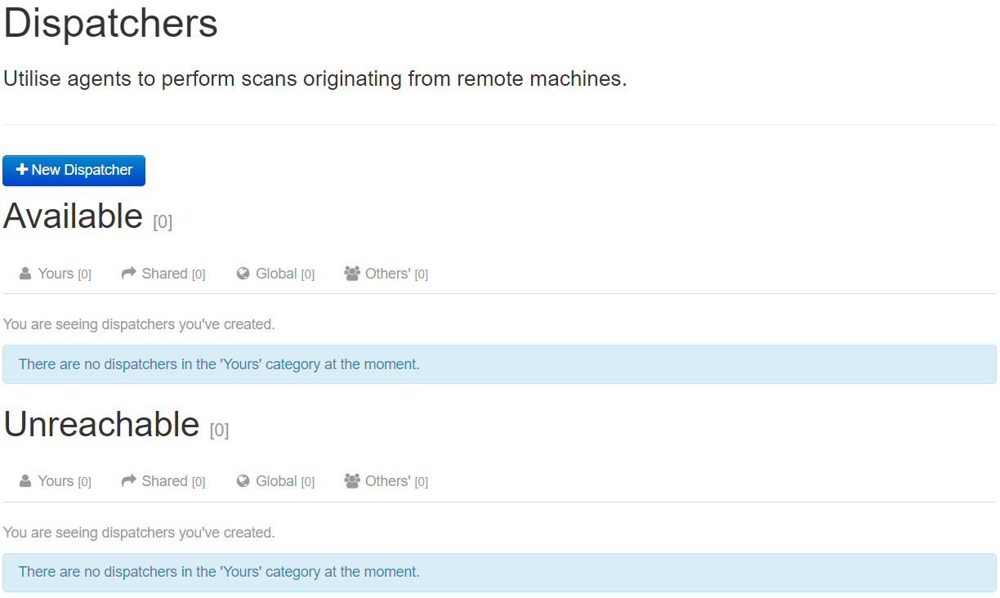 Dispatchers
Utilise agents to perform scans originating from remote machines.
New Dispatcher
Available [0]
Yours [0] Shared [0] Global [0] Others' [0]
You are seeing dispatchers you've created.
There are no dispatchers in the 'Yours' category at the moment.
Unreachable [0]
Yours [0] Shared [0] Global [0] Others' [0]
You are seeing dispatchers you've created.
There are no dispatchers in the 'Yours' category at the moment.